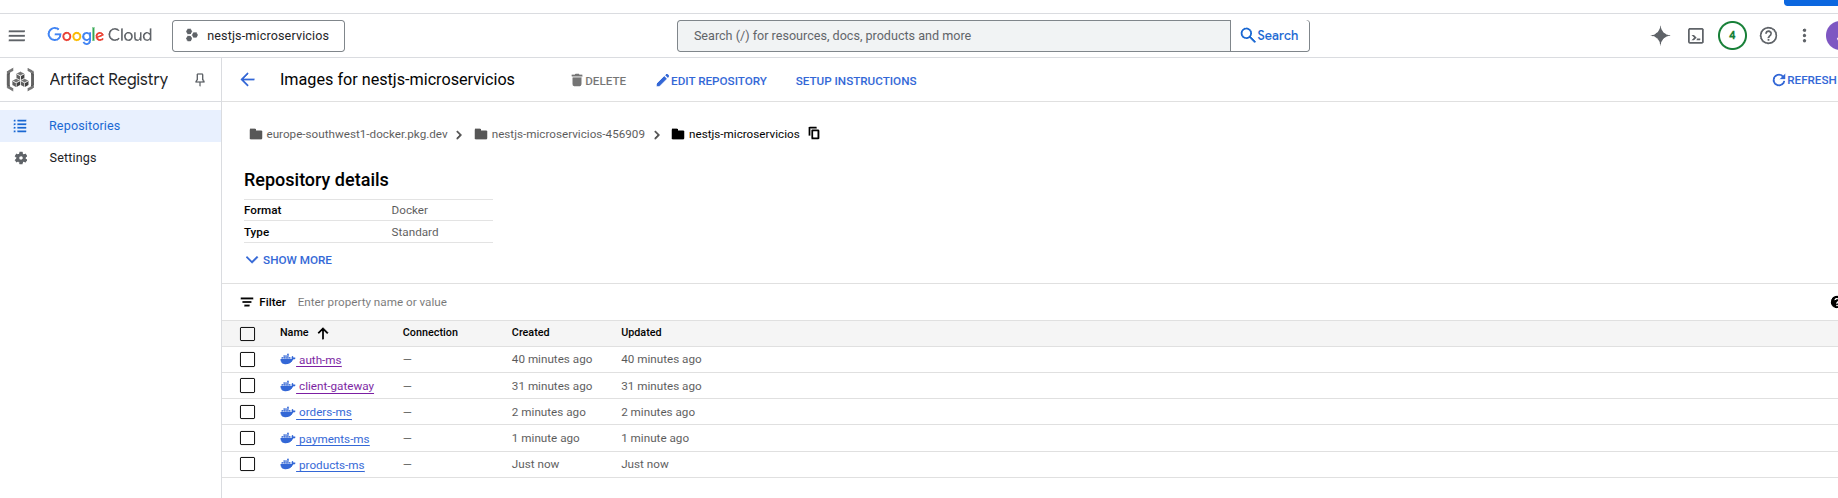 Google Cloud nestjs-microservicios Search (/) for resources, docs, products and more Search 4
Artifact Registry Images for nestjs-microservicios DELETE EDIT REPOSITORY SETUP INSTRUCTIONS REFRESH
Repositories
Settings
europe-southwest1-docker.pkg.dev nestjs-microservicios-456909 nestjs-microservicios
Repository details
Format Docker
Type Standard
SHOW MORE
Filter Enter property name or value
Name Connection Created Updated
auth-ms — 40 minutes ago 40 minutes ago
client-gateway — 31 minutes ago 31 minutes ago
orders-ms — 2 minutes ago 2 minutes ago
payments-ms — 1 minute ago 1 minute ago
products-ms — Just now Just now